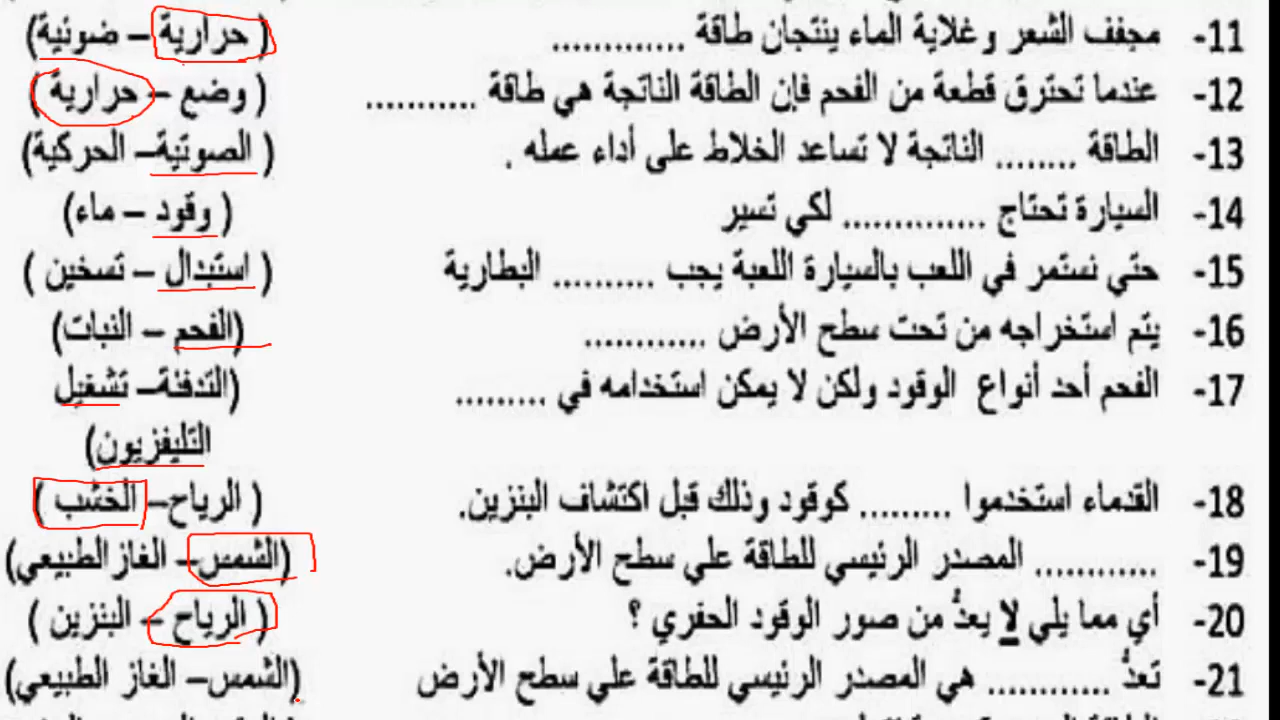 11- مجفف الشعر وغلاية الماء ينتجان طاقة ............. ( حرارية – ضوئية)
12- عندما تحترق قطعة من الفحم فإن الطاقة الناتجة هي طاقة ........... ( وضع – حرارية )
13- الطاقة ........ الناتجة لا تساعد الخلاط على أداء عمله . ( الصوتية– الحركية)
14- السيارة تحتاج .............. لكي تسير ( وقود – ماء)
15- حتي نستمر في اللعب بالسيارة اللعبة يجب .......... البطارية ( استبدال – تسخين )
16- يتم استخراجه من تحت سطح الأرض ............ (الفحم – النبات)
17- الفحم أحد أنواع الوقود ولكن لا يمكن استخدامه في ......... (التدفئة– تشغيل
التليفزيون)
18- القدماء استخدموا ......... كوقود وذلك قبل اكتشاف البنزين. ( الرياح– الخشب )
19- ............ المصدر الرئيسي للطاقة علي سطح الأرض. (الشمس– الغاز الطبيعي)
20- أي مما يلي لا يعدُّ من صور الوقود الحفري ؟ ( الرياح – البنزين )
21- تعدُّ ............ هي المصدر الرئيسي للطاقة علي سطح الأرض (الشمس– الغاز الطبيعي)